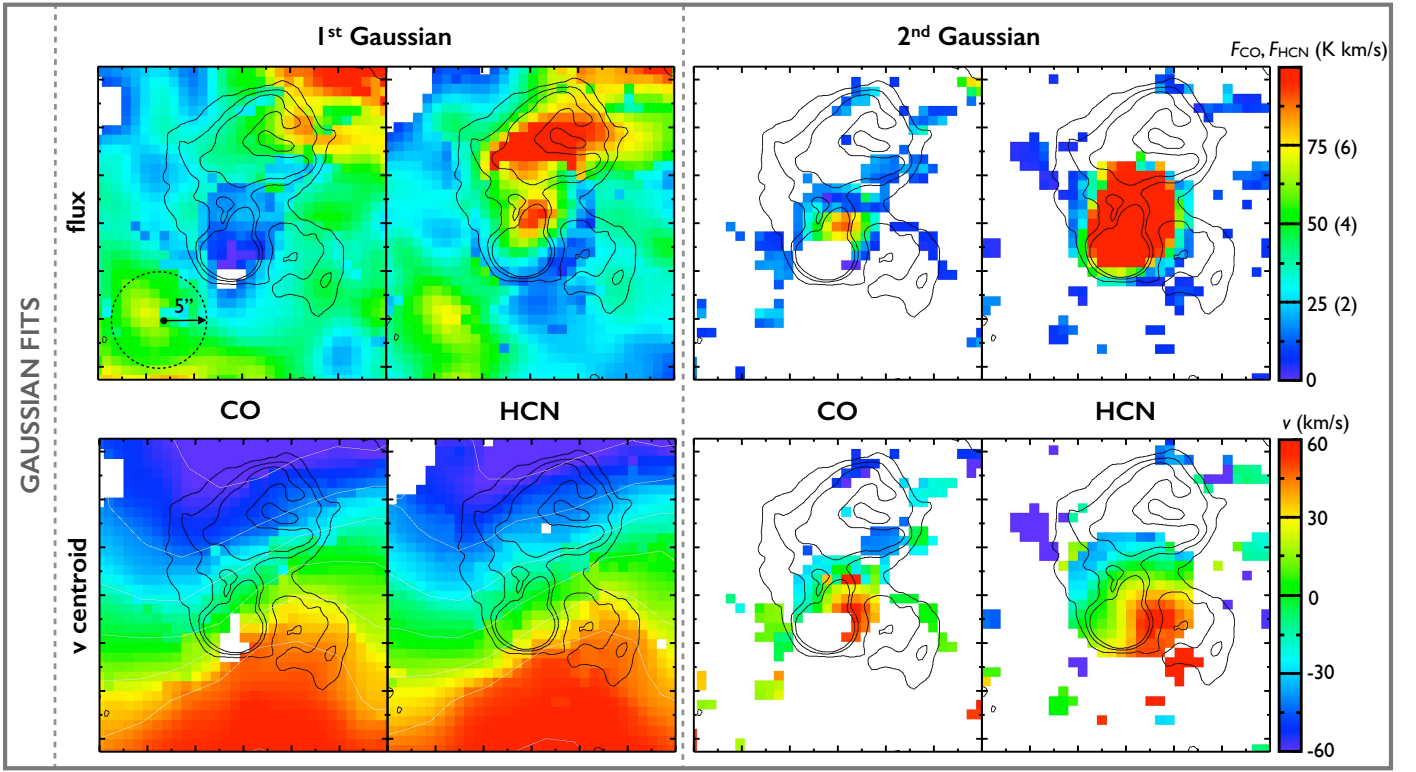 1st Gaussian
2nd Gaussian
FCO, FHCN (K km/s)
GAUSSIAN FITS
flux
5”
75 (6)
50 (4)
25 (2)
0
CO
HCN
CO
HCN
v (km/s)
v centroid
60
30
0
-30
-60